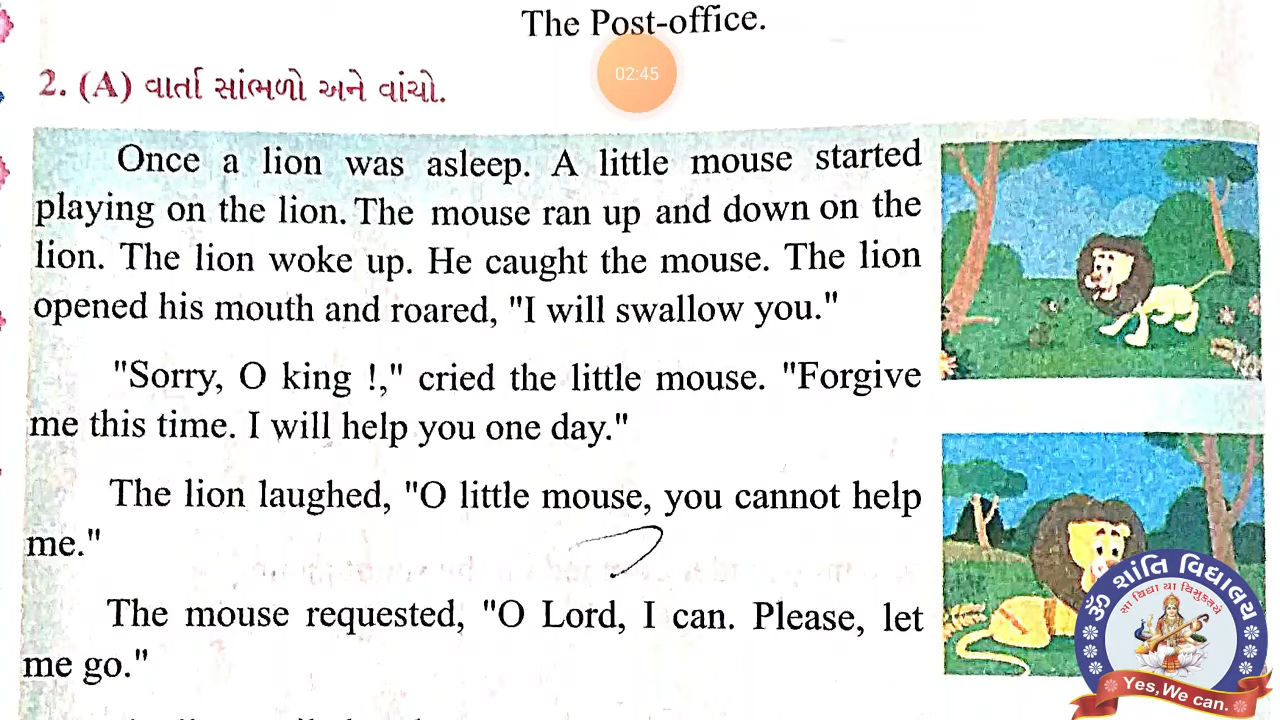 The Post-office.
02:45
2. (A) વાર્તા સાંભળો અને વાંચો.
Once a lion was asleep. A little mouse started
playing on the lion. The mouse ran up and down on the
lion. The lion woke up. He caught the mouse. The lion
opened his mouth and roared, "I will swallow you."
"Sorry, O king !," cried the little mouse. "Forgive
me this time. I will help you one day."
The lion laughed, "O little mouse, you cannot help
me."
The mouse requested, "O Lord, I can. Please, let
me go."
ૐ શાંતિ વિદ્યાલય
સા વિદ્યા યા વિમુક્તયે
Yes, We can.